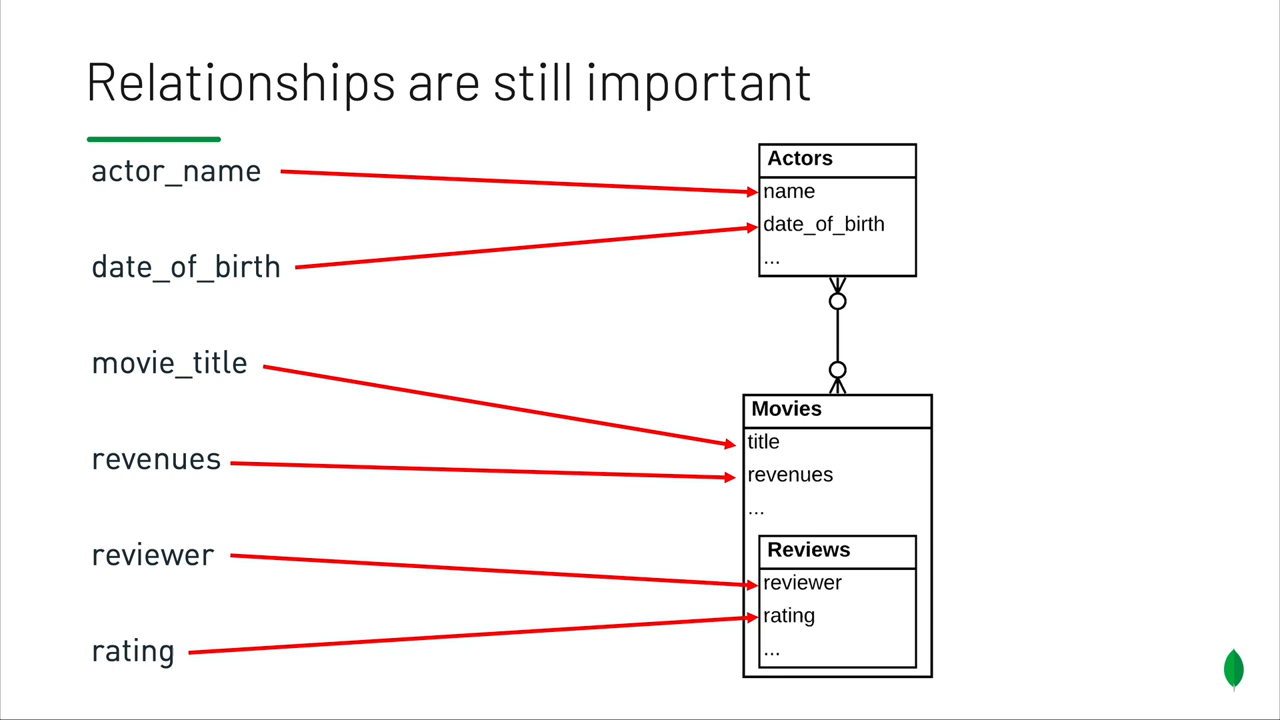 Relationships are still important
actor_name
date_of_birth
movie_title
revenues
reviewer
rating
Actors
name
date_of_birth
...
Movies
title
revenues
...
Reviews
reviewer
rating
...